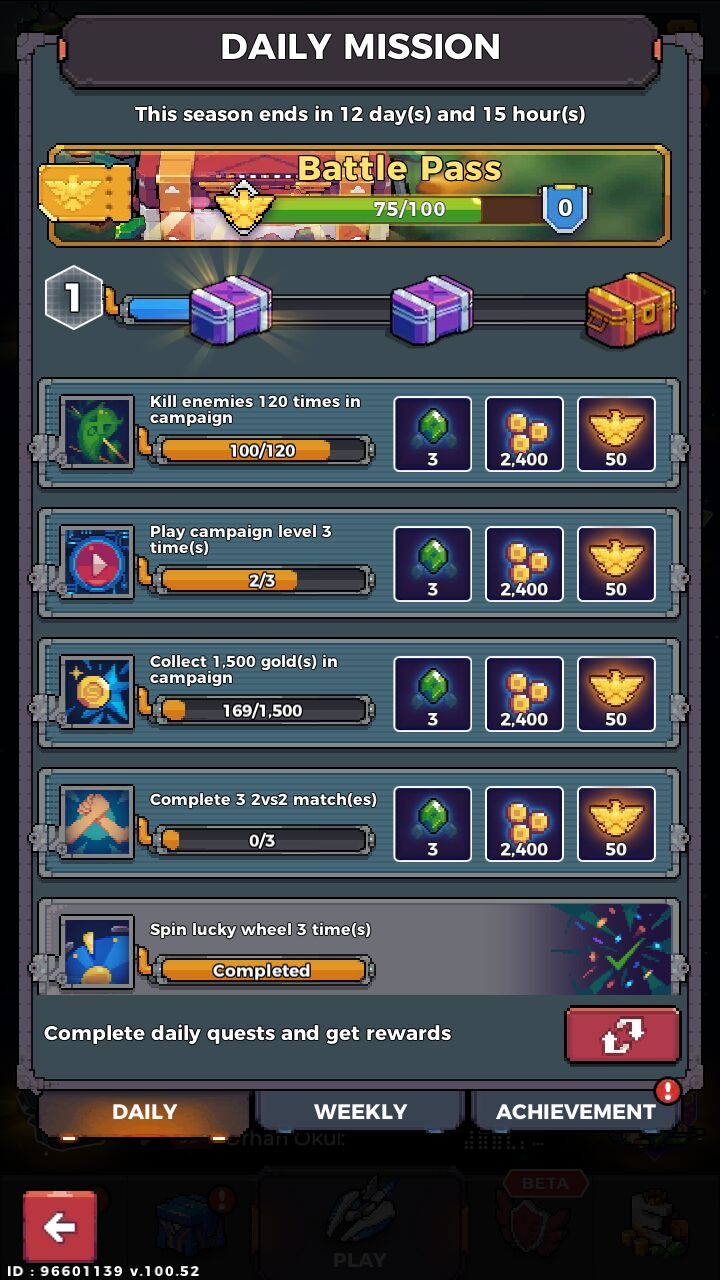 DAILY MISSION
This season ends in 12 day(s) and 15 hour(s)
Battle Pass
75/100
0
1
Kill enemies 120 times in
campaign
100/120
3
2,400
50
Play campaign level 3
time(s)
2/3
3
2,400
50
Collect 1,500 gold(s) in
campaign
169/1,500
3
2,400
50
Complete 3 2vs2 match(es)
0/3
3
2,400
50
Spin lucky wheel 3 time(s)
Completed
Complete daily quests and get rewards
DAILY
WEEKLY
ACHIEVEMENT
Orhan Okul:
BETA
PLAY
ID : 96601139 v.100.52